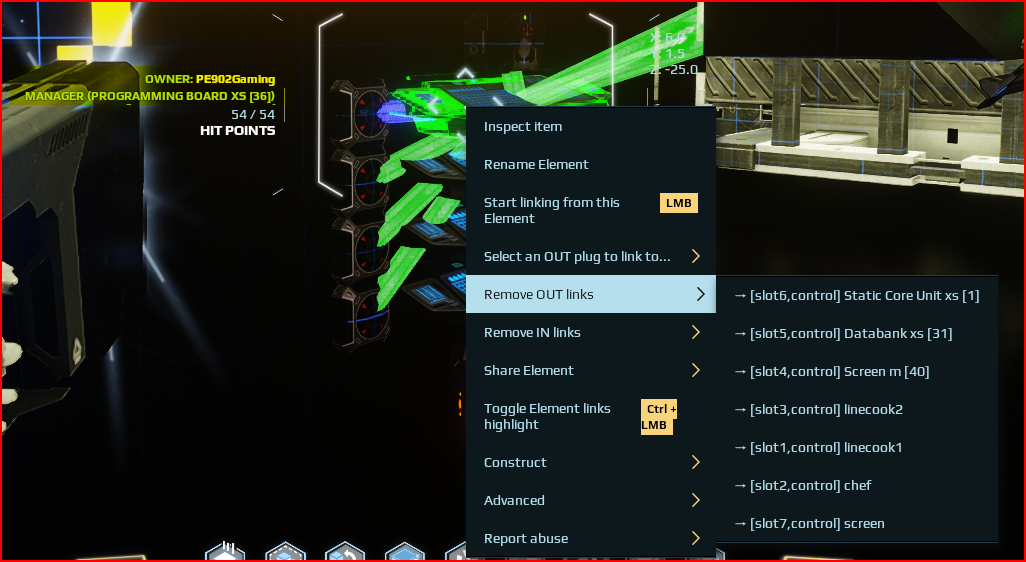 OWNER: PE902Gaming
MANAGER (PROGRAMMING BOARD XS [36])
54 / 54
HIT POINTS
X: 6.0
Y: 1.5
Z: -25.0
Inspect item
Rename Element
Start linking from this
Element
LMB
Select an OUT plug to link to...
Remove OUT links
Remove IN links
Share Element
Toggle Element links
highlight
Ctrl +
LMB
Construct
Advanced
Report abuse
→ [slot6,control] Static Core Unit xs [1]
→ [slot5,control] Databank xs [31]
→ [slot4,control] Screen m [40]
→ [slot3,control] linecook2
→ [slot1,control] linecook1
→ [slot2,control] chef
→ [slot7,control] screen